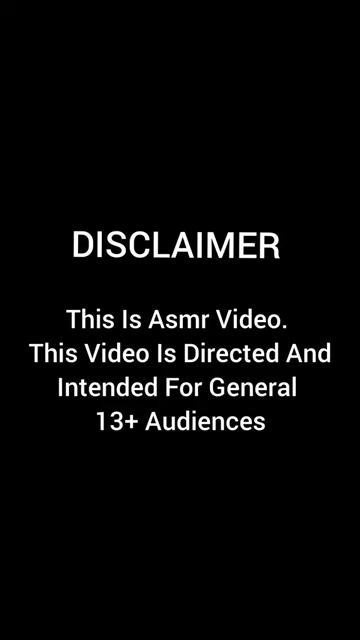 DISCLAIMER
This Is Asmr Video.
This Video Is Directed And
Intended For General
13+ Audiences